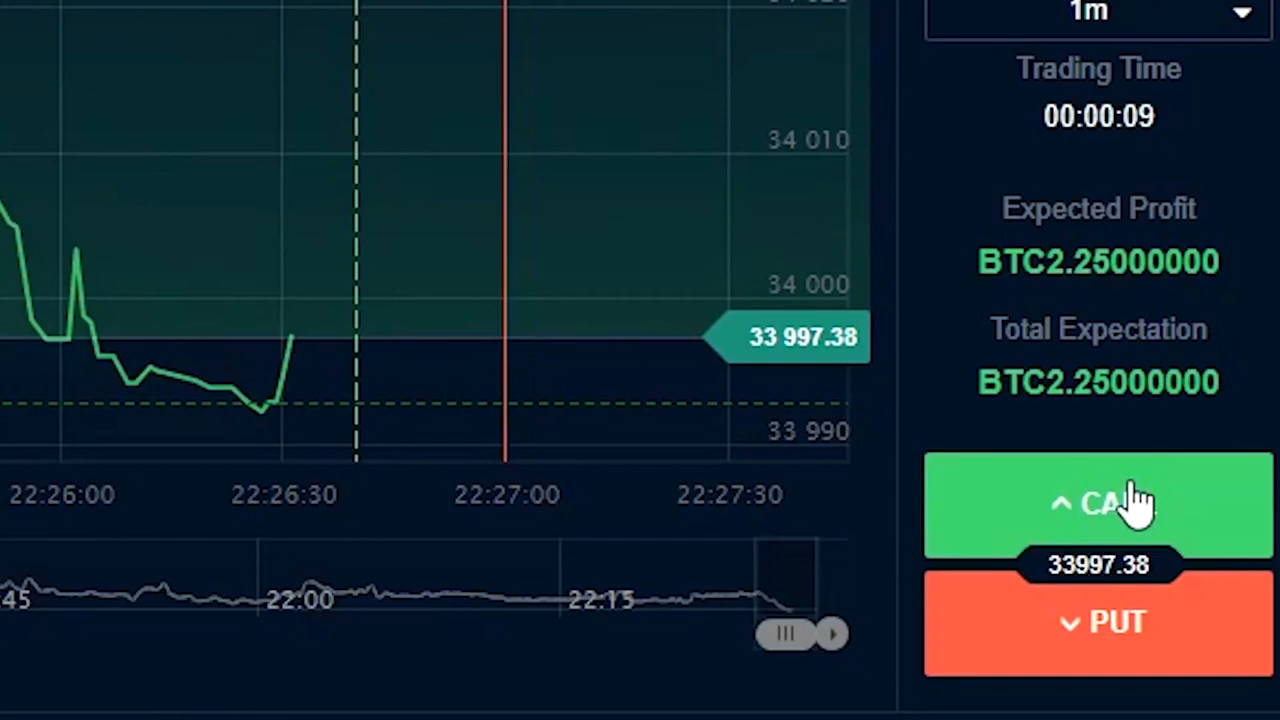 1m
Trading Time
00:00:09
34 010
Expected Profit
BTC2.25000000
34 000
Total Expectation
33 997.38
BTC2.25000000
33 990
22:26:00
22:26:30
22:27:00
22:27:30
33997.38
:45
22:00
22:15
PUT